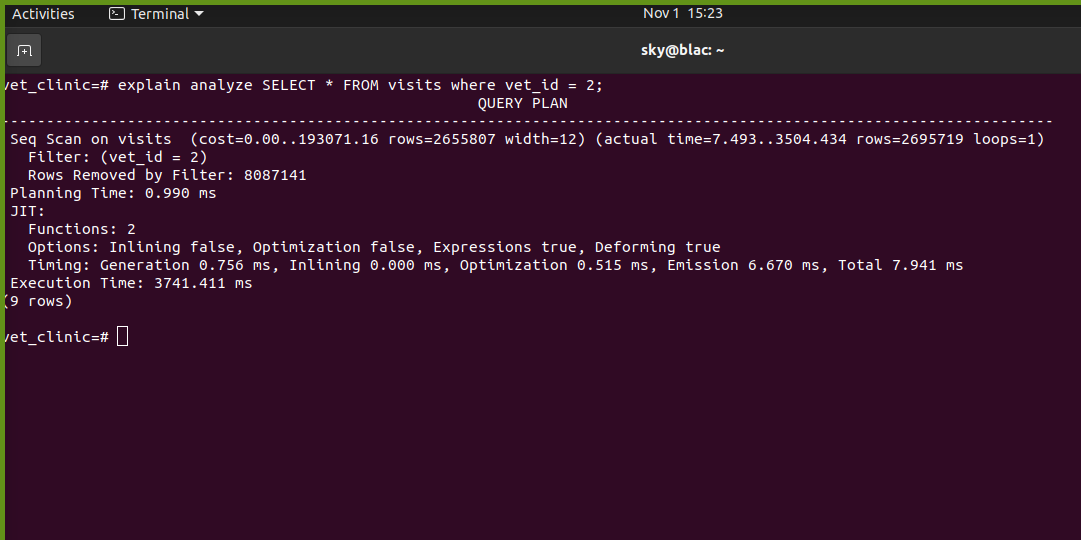 Activities Terminal Nov 1 15:23
sky@blac: ~
vet_clinic=# explain analyze SELECT * FROM visits where vet_id = 2;
QUERY PLAN
---------------------------------------------------------------------------------------------------------------------
Seq Scan on visits  (cost=0.00..193071.16 rows=2655807 width=12) (actual time=7.493..3504.434 rows=2695719 loops=1)
Filter: (vet_id = 2)
Rows Removed by Filter: 8087141
Planning Time: 0.990 ms
JIT:
Functions: 2
Options: Inlining false, Optimization false, Expressions true, Deforming true
Timing: Generation 0.756 ms, Inlining 0.000 ms, Optimization 0.515 ms, Emission 6.670 ms, Total 7.941 ms
Execution Time: 3741.411 ms
(9 rows)
vet_clinic=#